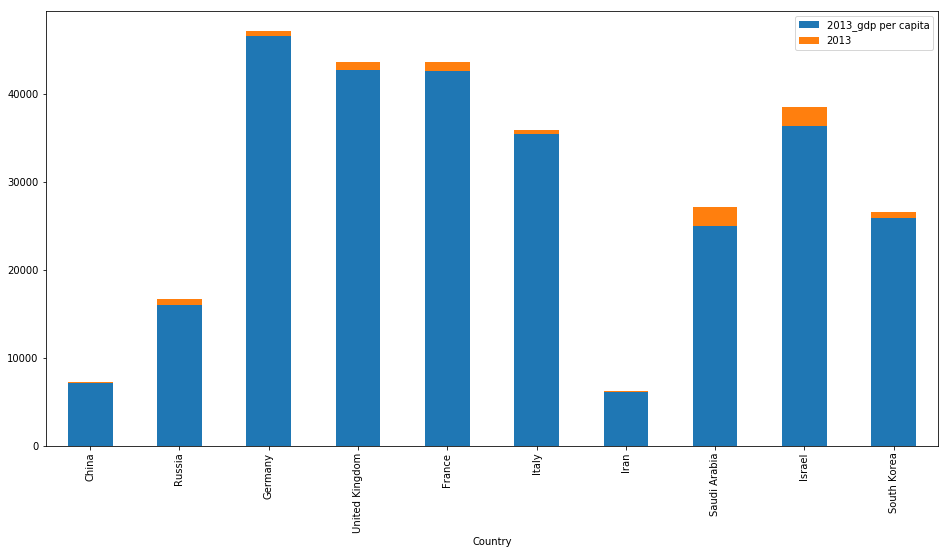 2013_gdp per capita
2013
40000
30000
20000
10000
0
China
Russia
Germany
United Kingdom
France
Italy
Iran
Saudi Arabia
Israel
South Korea
Country